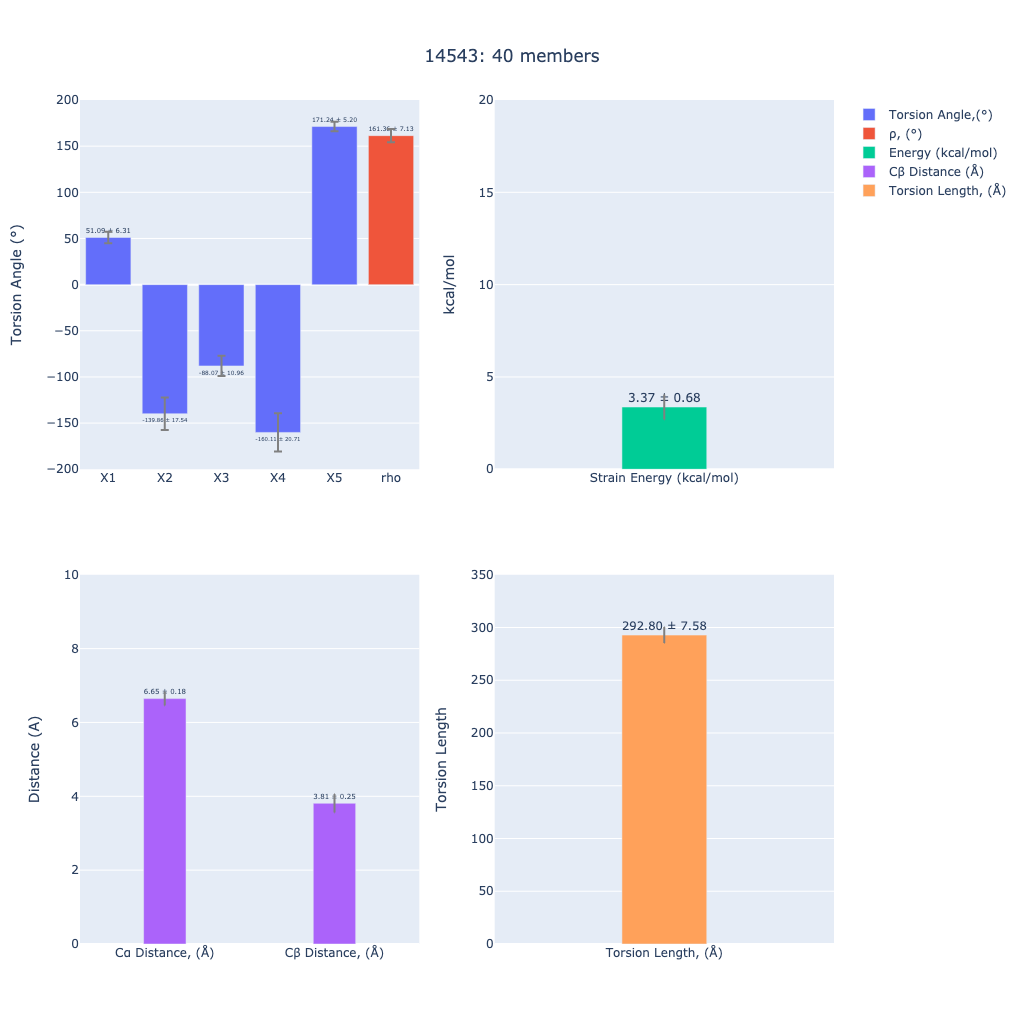 14543: 40 members
Torsion Angle (°)
200
150
100
50
0
−50
−100
−150
−200
51.09 ± 6.31
-139.86 ± 17.54
-88.07 ± 10.96
-160.11 ± 20.71
171.24 ± 5.20
161.36 ± 7.13
X1 X2 X3 X4 X5 rho
kcal/mol
20
15
10
5
0
3.37 ± 0.68
Strain Energy (kcal/mol)
Torsion Angle,(°)
ρ, (°)
Energy (kcal/mol)
Cβ Distance (Å)
Torsion Length, (Å)
Distance (A)
10
8
6
4
2
0
6.65 ± 0.18
3.81 ± 0.25
Cα Distance, (Å) Cβ Distance, (Å)
Torsion Length
350
300
250
200
150
100
50
0
292.80 ± 7.58
Torsion Length, (Å)